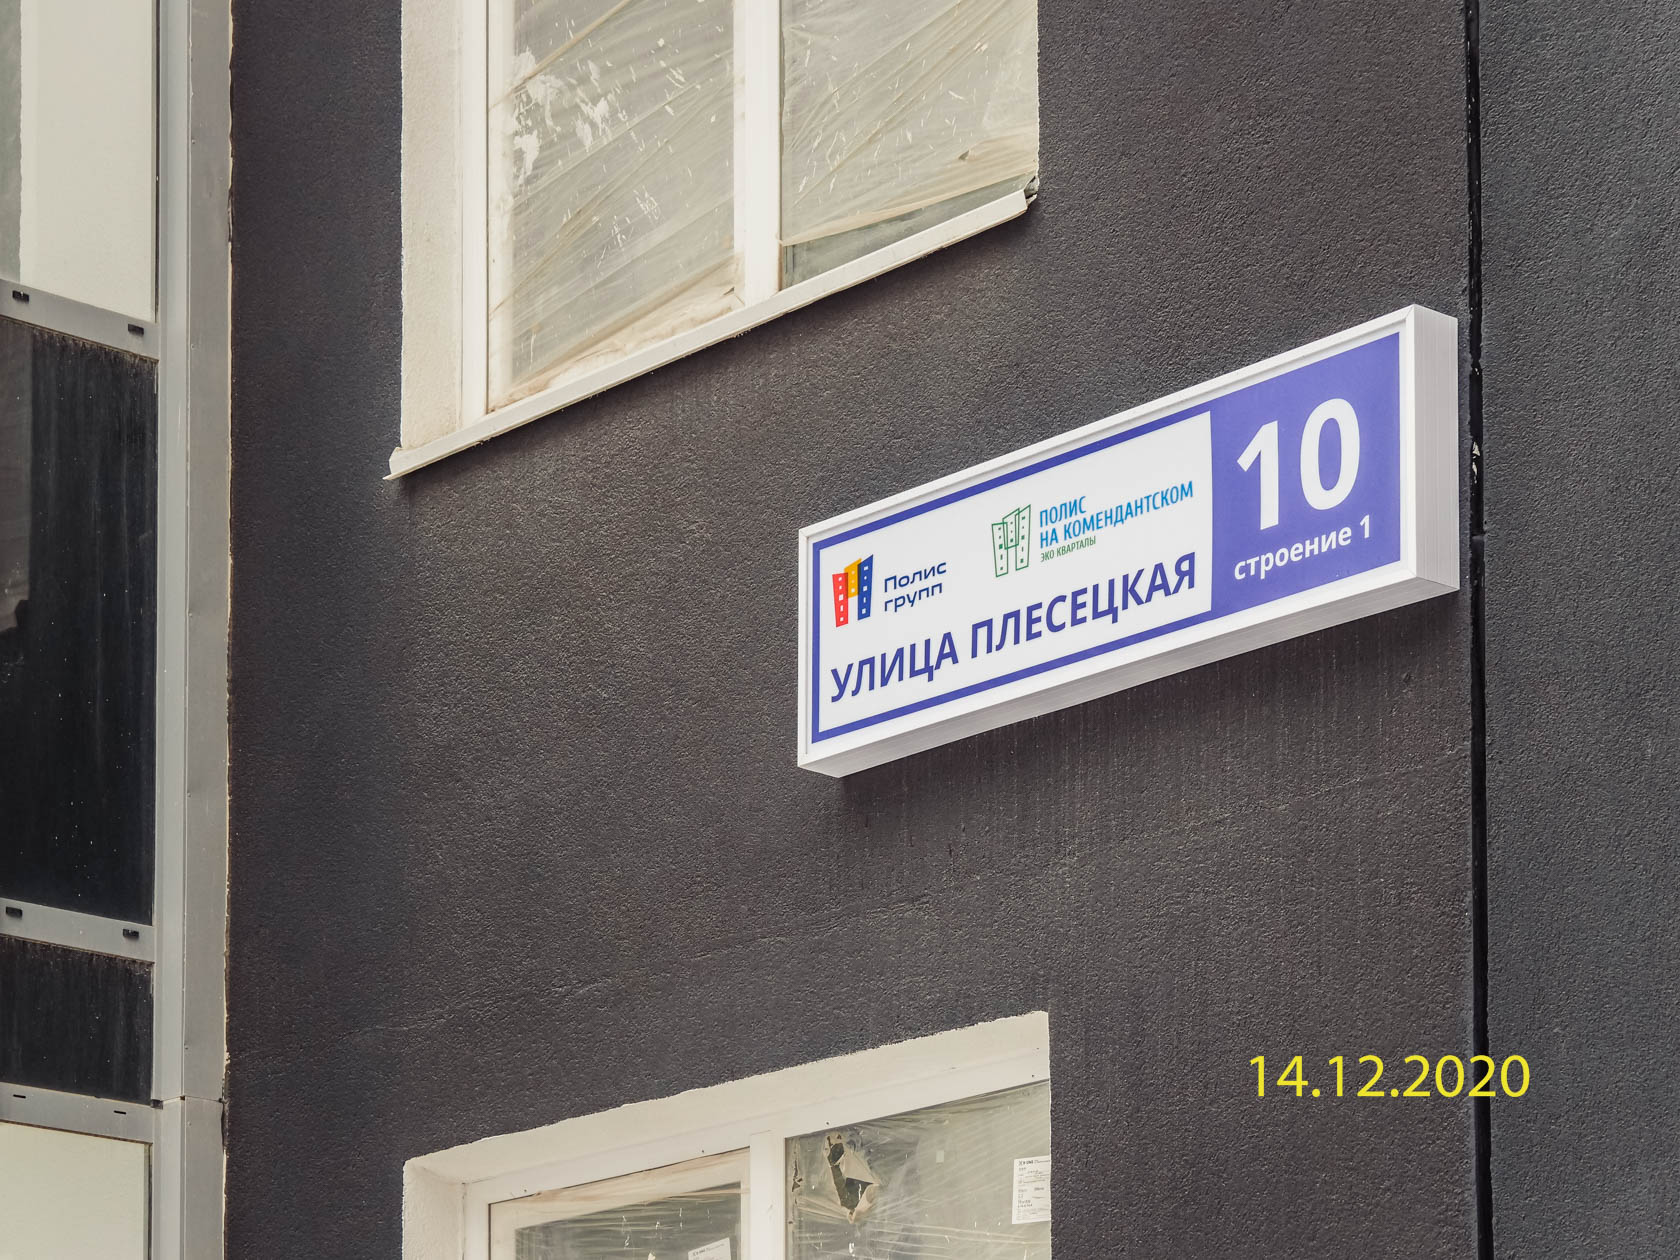 Полис
групп
ПОЛИС
НА КОМЕНДАНТСКОМ
ЭКО КВАРТАЛЫ
УЛИЦА ПЛЕСЕЦКАЯ
10
строение 1
14.12.2020